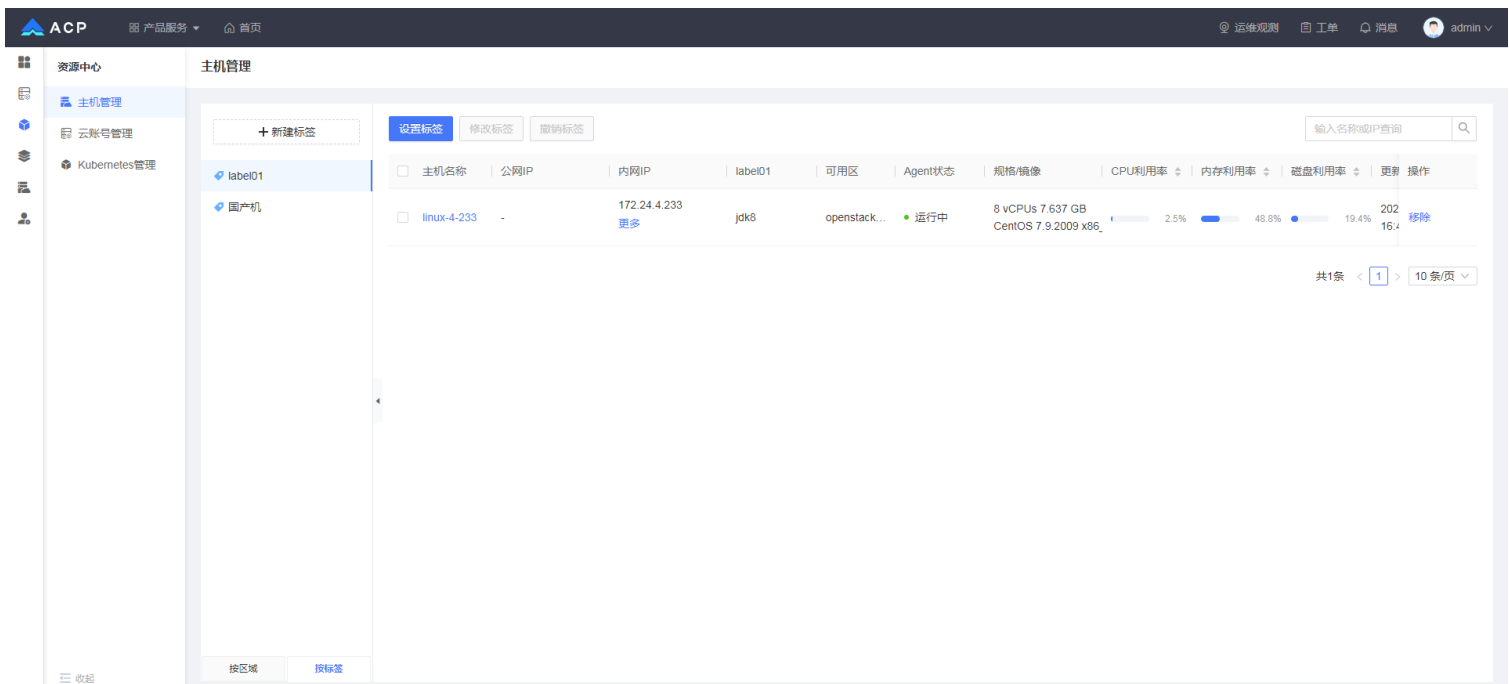 ACP 产品服务 首页 运维观测 工单 消息 admin
资源中心
主机管理
云账号管理
Kubernetes管理
收起
主机管理
新建标签
label01
国产机
按区域 按标签
设置标签 修改标签 撤销标签 输入名称或IP查询
主机名称 公网IP 内网IP label01 可用区 Agent状态 规格/镜像 CPU利用率 内存利用率 磁盘利用率 更新 操作
linux-4-233 - 172.24.4.233 更多 jdk8 openstack... 运行中 8 vCPUs 7.637 GB CentOS 7.9.2009 x86_ 2.5% 48.8% 19.4% 202 16:4 移除
共1条 < 1 > 10 条/页